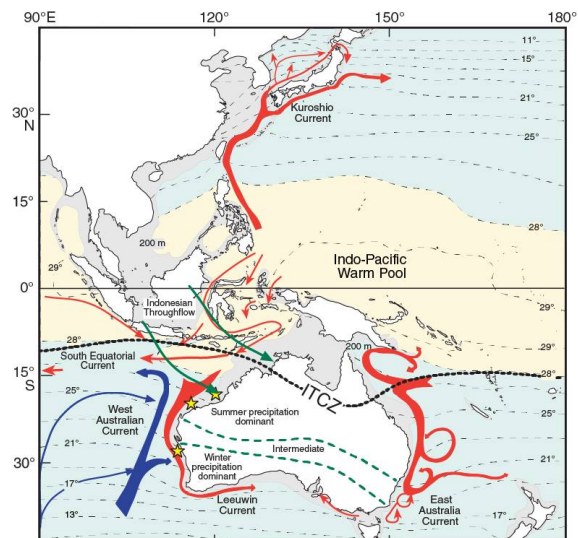 90°E 120° 150° 180°
11°
15°
21°
25°
Kuroshio
Current
30°
N
15°
200 m
28°
Indo-Pacific
Warm Pool
29°
0°
Indonesian
Throughflow
29°
28°
200 m
28°
South Equatorial
Current
15°
S
ITCZ
25°
West
Australian
Current
Summer precipitation
dominant
25°
21°
Intermediate
Winter
precipitation
dominant
21°
30°
17°
13°
Leeuwin
Current
East
Australia
Current
17°